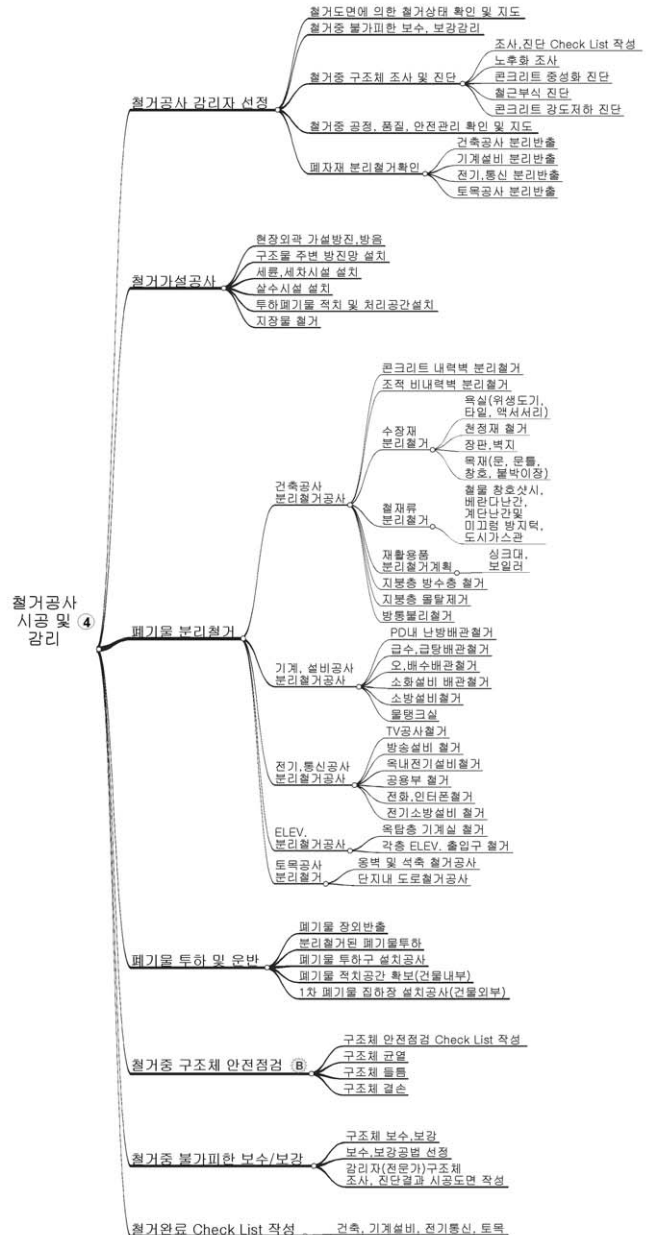 철거도면에 의한 철거상태 확인 및 지도
철거중 불가피한 보수, 보강감리
조사,진단 Check List 작성
노후화 조사
철거중 구조체 조사 및 진단
콘크리트 중성화 진단
철근부식 진단
콘크리트 강도저하 진단
철거공사 감리자 선정
철거중 공정, 품질, 안전관리 확인 및 지도
건축공사 분리반출
기계설비 분리반출
폐자재 분리철거확인
전기,통신 분리반출
토목공사 분리반출
현장외곽 가설방진,방음
구조물 주변 방진망 설치
세륜,세차시설 설치
철거가설공사
살수시설 설치
투하폐기물 적치 및 처리공간설치
지장물 철거
콘크리트 내력벽 분리철거
조적 비내력벽 분리철거
욕실(위생도기,
타일, 액서서리)
수장재
분리철거
천정재 철거
장판,벽지
목재(문, 문틀,
창호, 붙박이장)
건축공사
분리철거공사
철물 창호샷시,
베란다난간,
계단난간및
미끄럼 방지턱,
도시가스관
철재류
분리철거
재활용품
분리철거계획
싱크대,
보일러
지붕층 방수층 철거
지붕층 몰탈제거
방통불리철거
철거공사
시공 및
감리
4
폐기물 분리철거
PD내 난방배관철거
급수,급탕배관철거
기계, 설비공사
분리철거공사
오,배수배관철거
소화설비 배관철거
소방설비철거
물탱크실
TV공사철거
방송설비 철거
전기,통신공사
분리철거공사
옥내전기설비철거
공용부 철거
전화,인터폰철거
전기소방설비 철거
ELEV.
분리철거공사
옥탑층 기계실 철거
각층 ELEV. 출입구 철거
토목공사
분리철거
옹벽 및 석축 철거공사
단지내 도로철거공사
폐기물 장외반출
분리철거된 폐기물투하
폐기물 투하 및 운반
폐기물 투하구 설치공사
폐기물 적치공간 확보(건물내부)
1차 폐기물 집하장 설치공사(건물외부)
구조체 안전점검 Check List 작성
철거중 구조체 안전점검 B
구조체 균열
구조체 들틈
구조체 결손
구조체 보수,보강
철거중 불가피한 보수/보강
보수,보강공법 선정
감리자(전문가)구조체
조사, 진단결과 시공도면 작성
철거완료 Check List 작성
건축, 기계설비, 전기통신, 토목